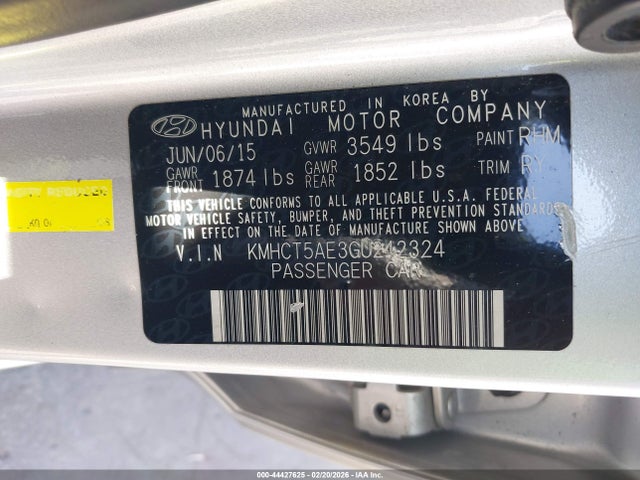 MANUFACTURED IN KOREA BY
HYUNDAI MOTOR COMPANY
JUN/06/15 GVWR 3549 lbs PAINT RHM
GAWR FRONT 1874 lbs GAWR REAR 1852 lbs TRIM RY
THIS VEHICLE CONFORMS TO ALL APPLICABLE U.S.A. FEDERAL
MOTOR VEHICLE SAFETY, BUMPER, AND THEFT PREVENTION STANDARDS
IN EFFECT ON THE DATE OF MANUFACTURE SHOWN ABOVE.
V.I.N KMHCT5AE3GU242324
PASSENGER CAR
000-44427625 - 02/20/2026 - IAA, Inc.